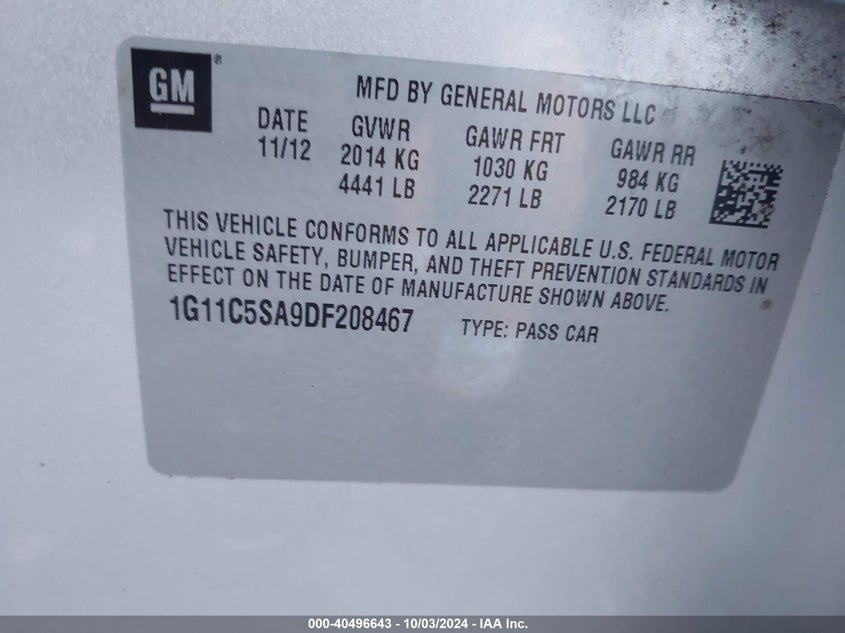 GM®
MFD BY GENERAL MOTORS LLC
DATE GVWR GAWR FRT GAWR RR
11/12 2014 KG 1030 KG 984 KG
4441 LB 2271 LB 2170 LB
THIS VEHICLE CONFORMS TO ALL APPLICABLE U.S. FEDERAL MOTOR
VEHICLE SAFETY, BUMPER, AND THEFT PREVENTION STANDARDS IN
EFFECT ON THE DATE OF MANUFACTURE SHOWN ABOVE.
1G11C5SA9DF208467 TYPE: PASS CAR
000-40496643 - 10/03/2024 - IAA Inc.